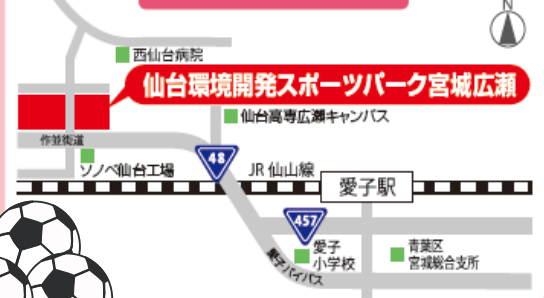 N
西仙台病院
仙台環境開発スポーツパーク宮城広瀬
仙台高専広瀬キャンパス
作並街道
ソノベ仙台工場
48
JR 仙山線
愛子駅
457
愛子
小学校
青葉区
宮城総合支所
愛子バイパス